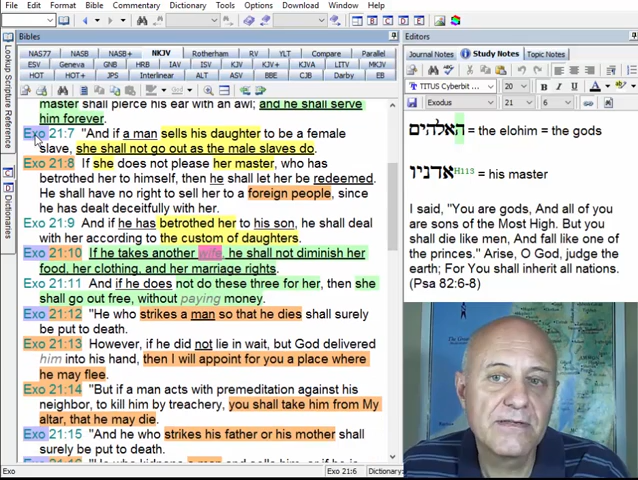 File Edit View Bible Commentary Dictionary Tools Options Download Window Help
Bibles
Editors
NAS77 NASB NASB+ NKJV Rotherham RV YLT Compare Parallel
ESV Geneva GNB HRB IAV ISV JUB KJV LITV MKJV WEB
HOT HOT+ JPS Interlinear ALT BBE CJB Darby EB
Journal Notes Study Notes Topic Notes
TITUS Cyberbit 20
Exodus 21 6
Lookup Scripture Reference
Dictionaries
master shall pierce his ear with an awl; and he shall serve
him forever.
Exo 21:7 "And if a man sells his daughter to be a female
slave, she shall not go out as the male slaves do.
Exo 21:8 If she does not please her master, who has
betrothed her to himself, then he shall let her be redeemed.
He shall have no right to sell her to a foreign people, since
he has dealt deceitfully with her.
Exo 21:9 And if he has betrothed her to his son, he shall deal
with her according to the custom of daughters.
Exo 21:10 If he takes another wife, he shall not diminish her
food, her clothing, and her marriage rights.
Exo 21:11 And if he does not do these three for her, then she
shall go out free, without paying money.
Exo 21:12 "He who strikes a man so that he dies shall surely
be put to death.
Exo 21:13 However, if he did not lie in wait, but God delivered
him into his hand, then I will appoint for you a place where
he may flee.
Exo 21:14 "But if a man acts with premeditation against his
neighbor, to kill him by treachery, you shall take him from My
altar, that he may die.
Exo 21:15 "And he who strikes his father or his mother shall
surely be put to death.
האלהים = the elohim = the gods
אדניו H113 = his master
I said, "You are gods, And all of you
are sons of the Most High. But you
shall die like men, And fall like one of
the princes." Arise, O God, judge the
earth; For You shall inherit all nations.
(Psa 82:6-8)
Exo
Exo 21:6
Dictionary: